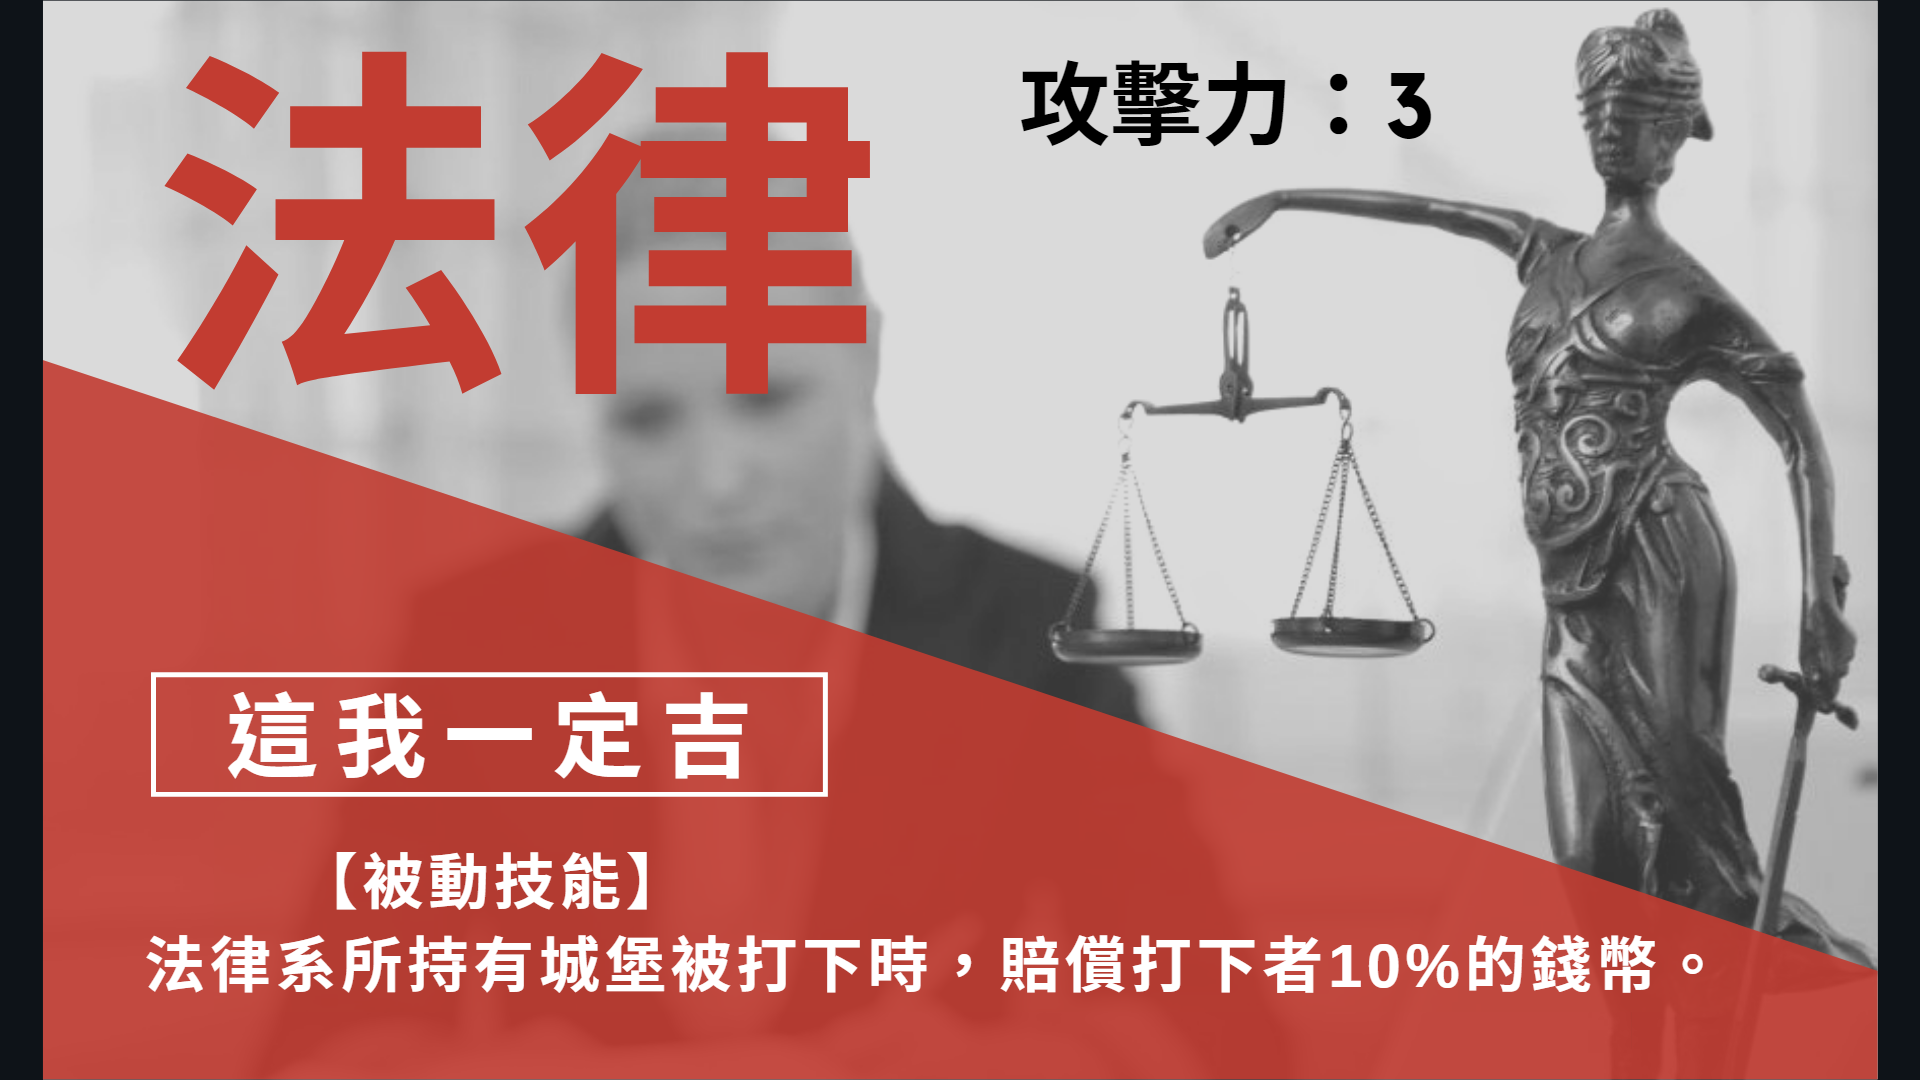 法律
攻擊力：3
這我一定吉
【被動技能】
法律系所持有城堡被打下時，賠償打下者10%的錢幣。